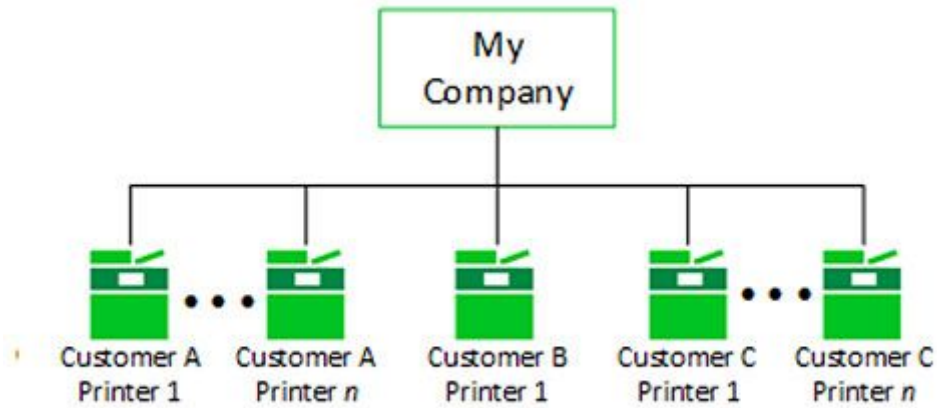 My
Company
Customer A
Printer 1
Customer A
Printer n
Customer B
Printer 1
Customer C
Printer 1
Customer C
Printer n